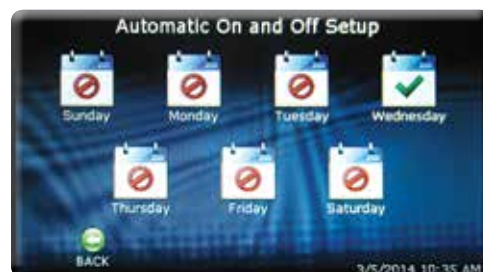 Automatic On and Off Setup
Sunday Monday Tuesday Wednesday
Thursday Friday Saturday
BACK
3/5/2014 10:35 AM